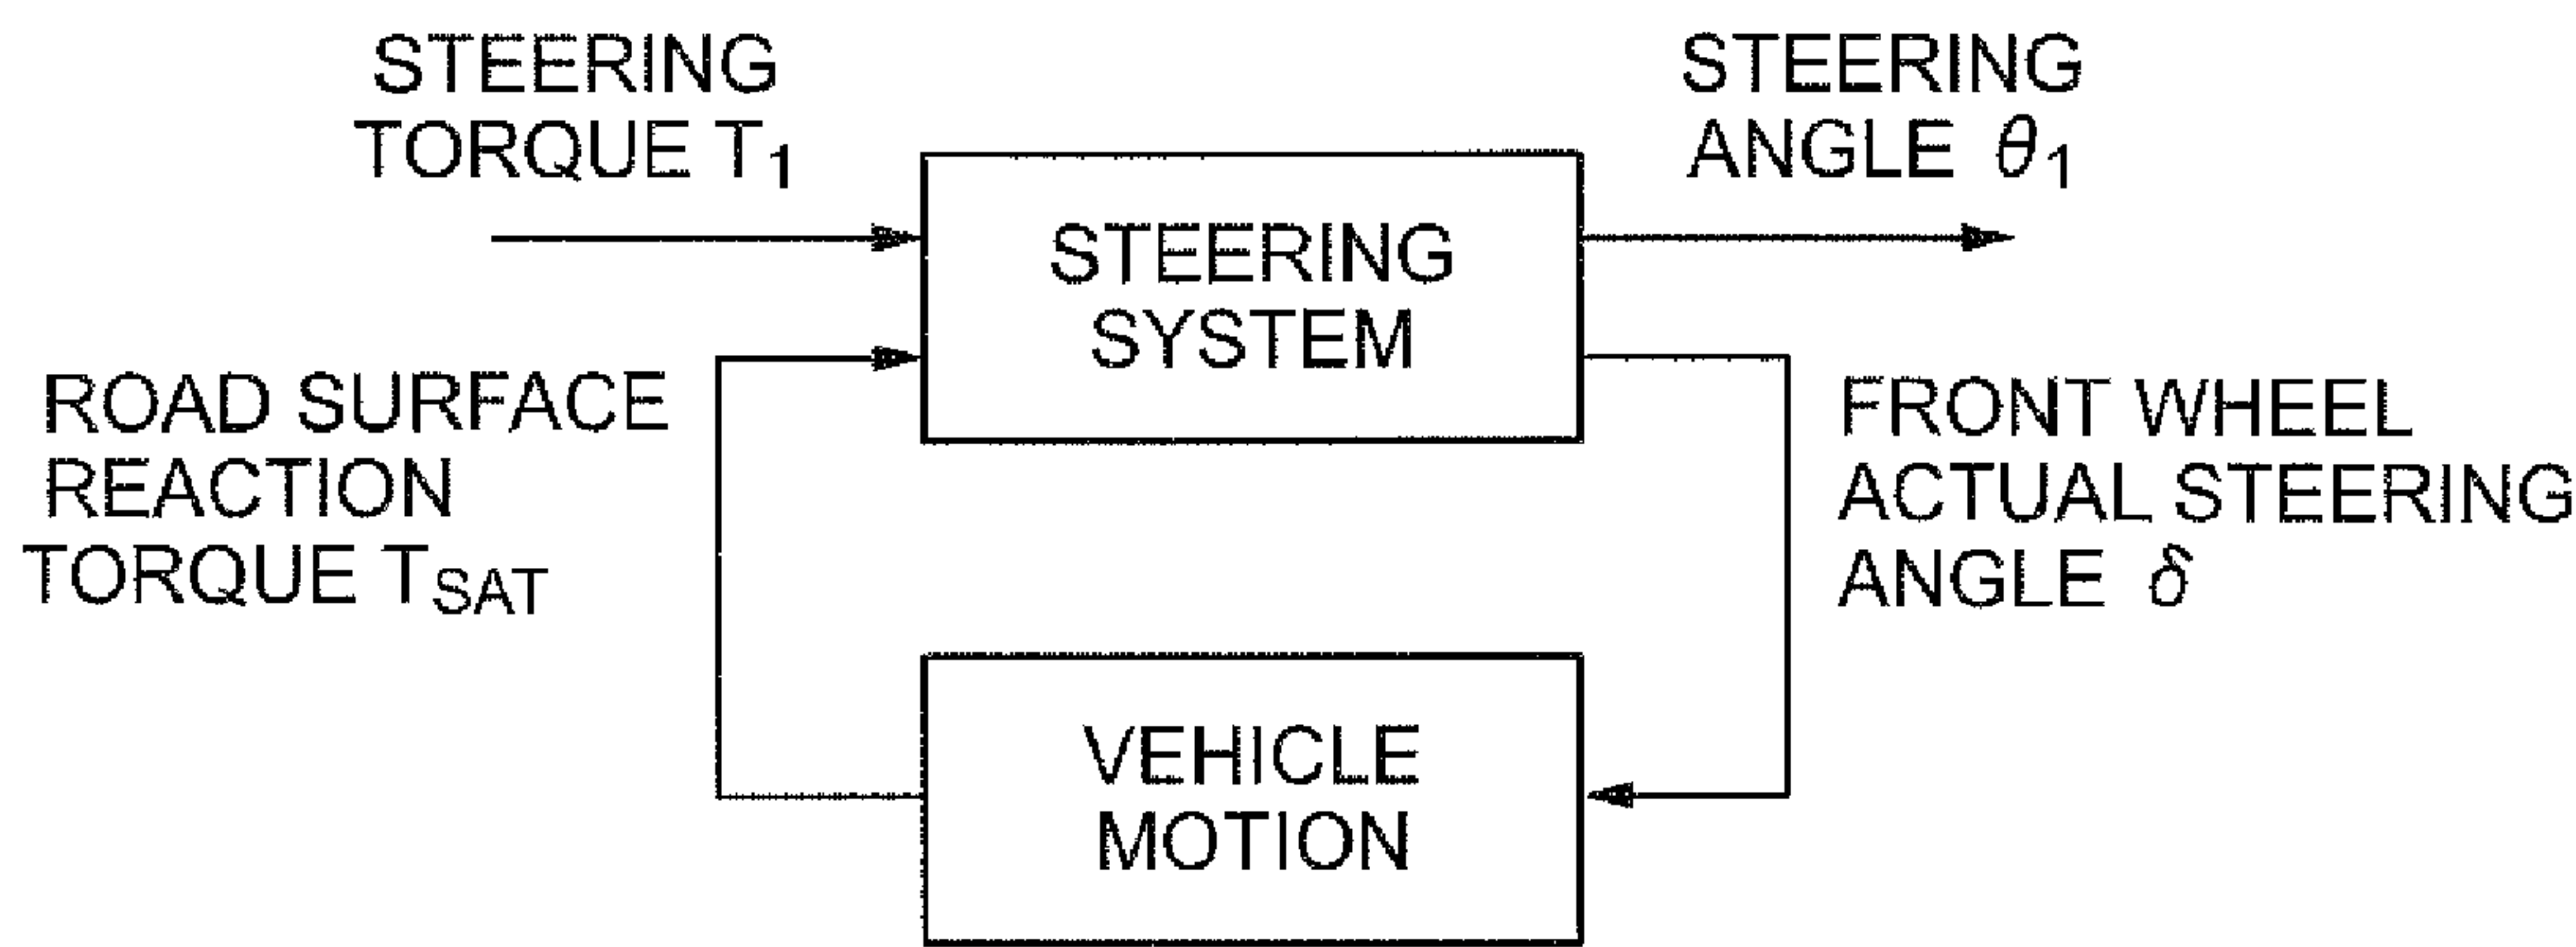 STEERING
TORQUE T1
STEERING
ANGLE θ1
STEERING
SYSTEM
ROAD SURFACE
REACTION
TORQUE TSAT
FRONT WHEEL
ACTUAL STEERING
ANGLE δ
VEHICLE
MOTION